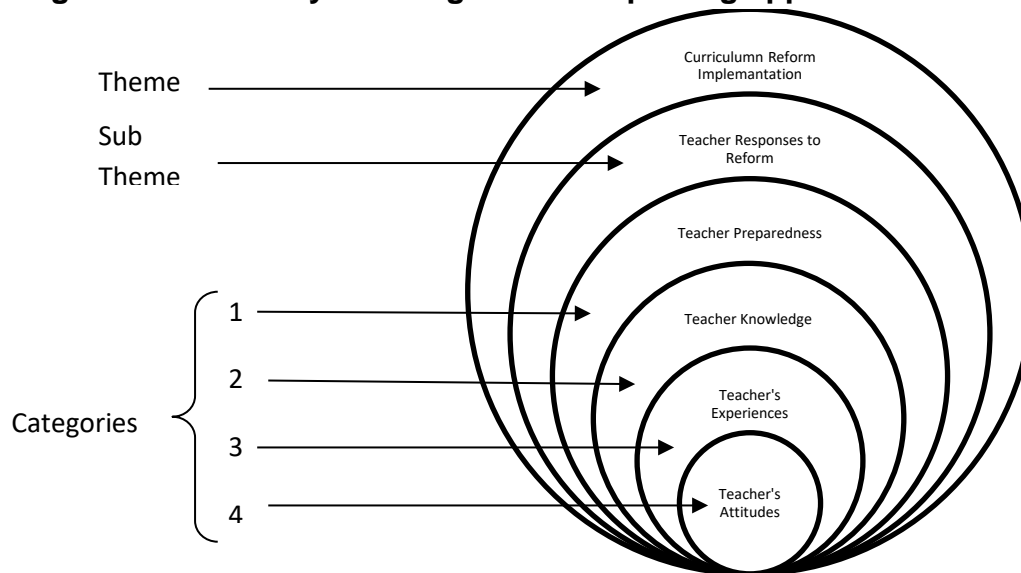 Theme
Sub
Theme
Categories
1
2
3
4
Curriculumn Reform
Implemantation
Teacher Responses to
Reform
Teacher Preparedness
Teacher Knowledge
Teacher's
Experiences
Teacher's
Attitudes